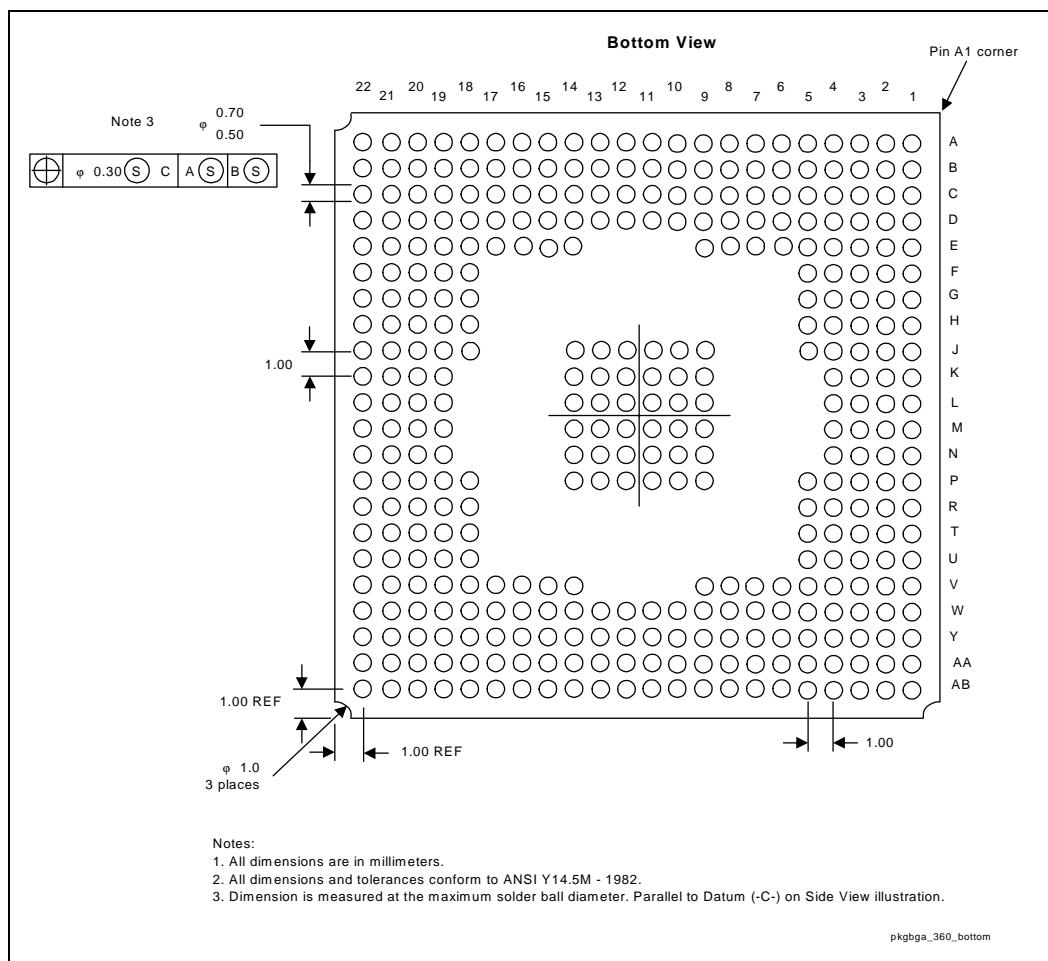 Bottom View
Pin A1 corner
22 21 20 19 18 17 16 15 14 13 12 11 10 9 8 7 6 5 4 3 2 1
Note 3
φ 0.70
0.50
φ 0.30 Ⓢ C A Ⓢ B Ⓢ
A
B
C
D
E
F
G
H
J
1.00
K
L
M
N
P
R
T
U
V
W
Y
AA
AB
1.00 REF
1.00 REF
1.00
φ 1.0
3 places
Notes:
1. All dimensions are in millimeters.
2. All dimensions and tolerances conform to ANSI Y14.5M - 1982.
3. Dimension is measured at the maximum solder ball diameter. Parallel to Datum (-C-) on Side View illustration.
pkgbga_360_bottom